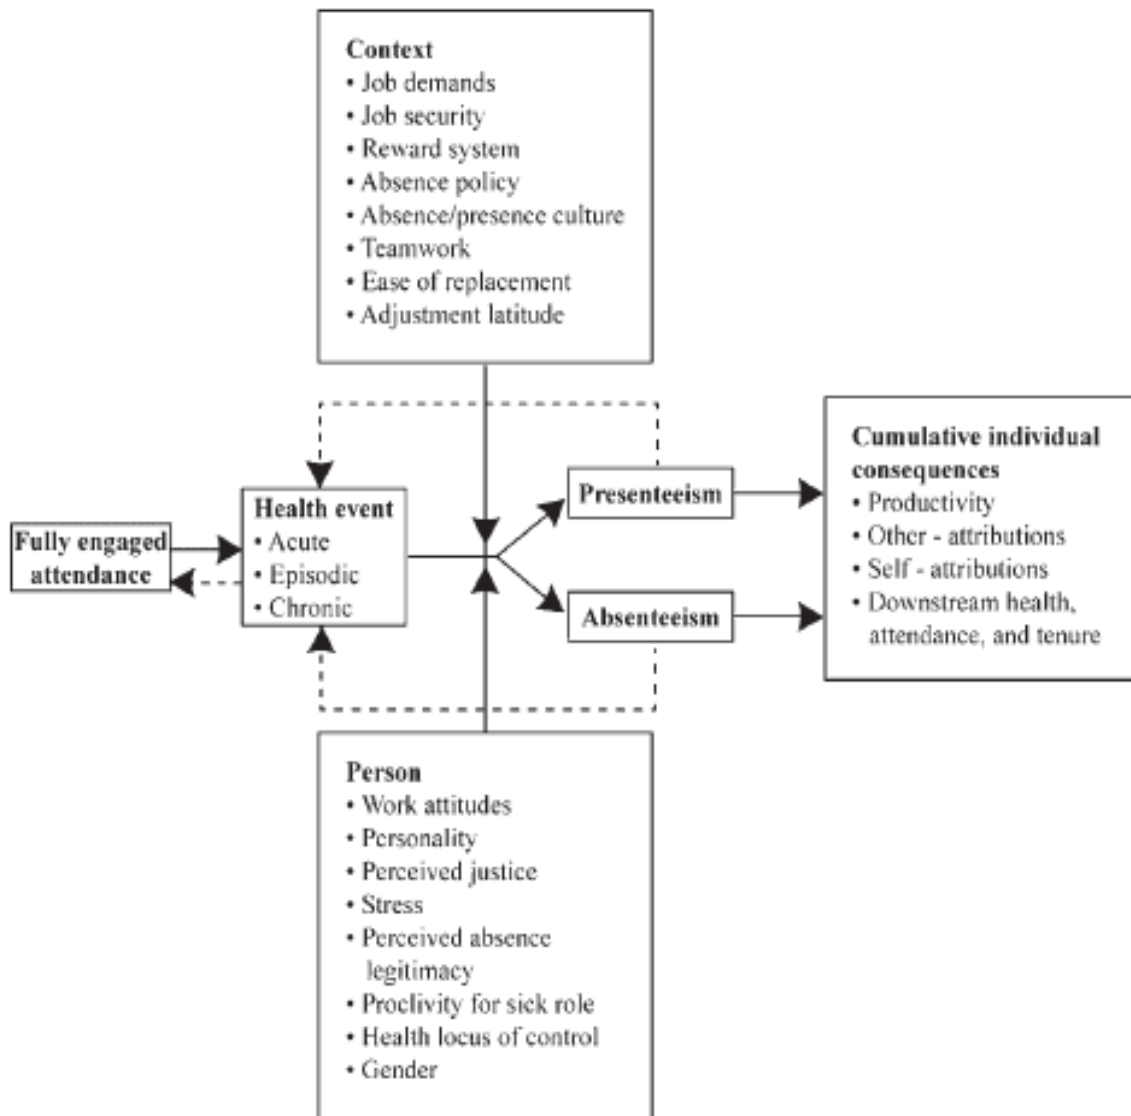 Context
• Job demands
• Job security
• Reward system
• Absence policy
• Absence/presence culture
• Teamwork
• Ease of replacement
• Adjustment latitude
Fully engaged
attendance
Health event
• Acute
• Episodic
• Chronic
Presenteeism
Absenteeism
Cumulative individual
consequences
• Productivity
• Other - attributions
• Self - attributions
• Downstream health,
attendance, and tenure
Person
• Work attitudes
• Personality
• Perceived justice
• Stress
• Perceived absence
legitimacy
• Proclivity for sick role
• Health locus of control
• Gender